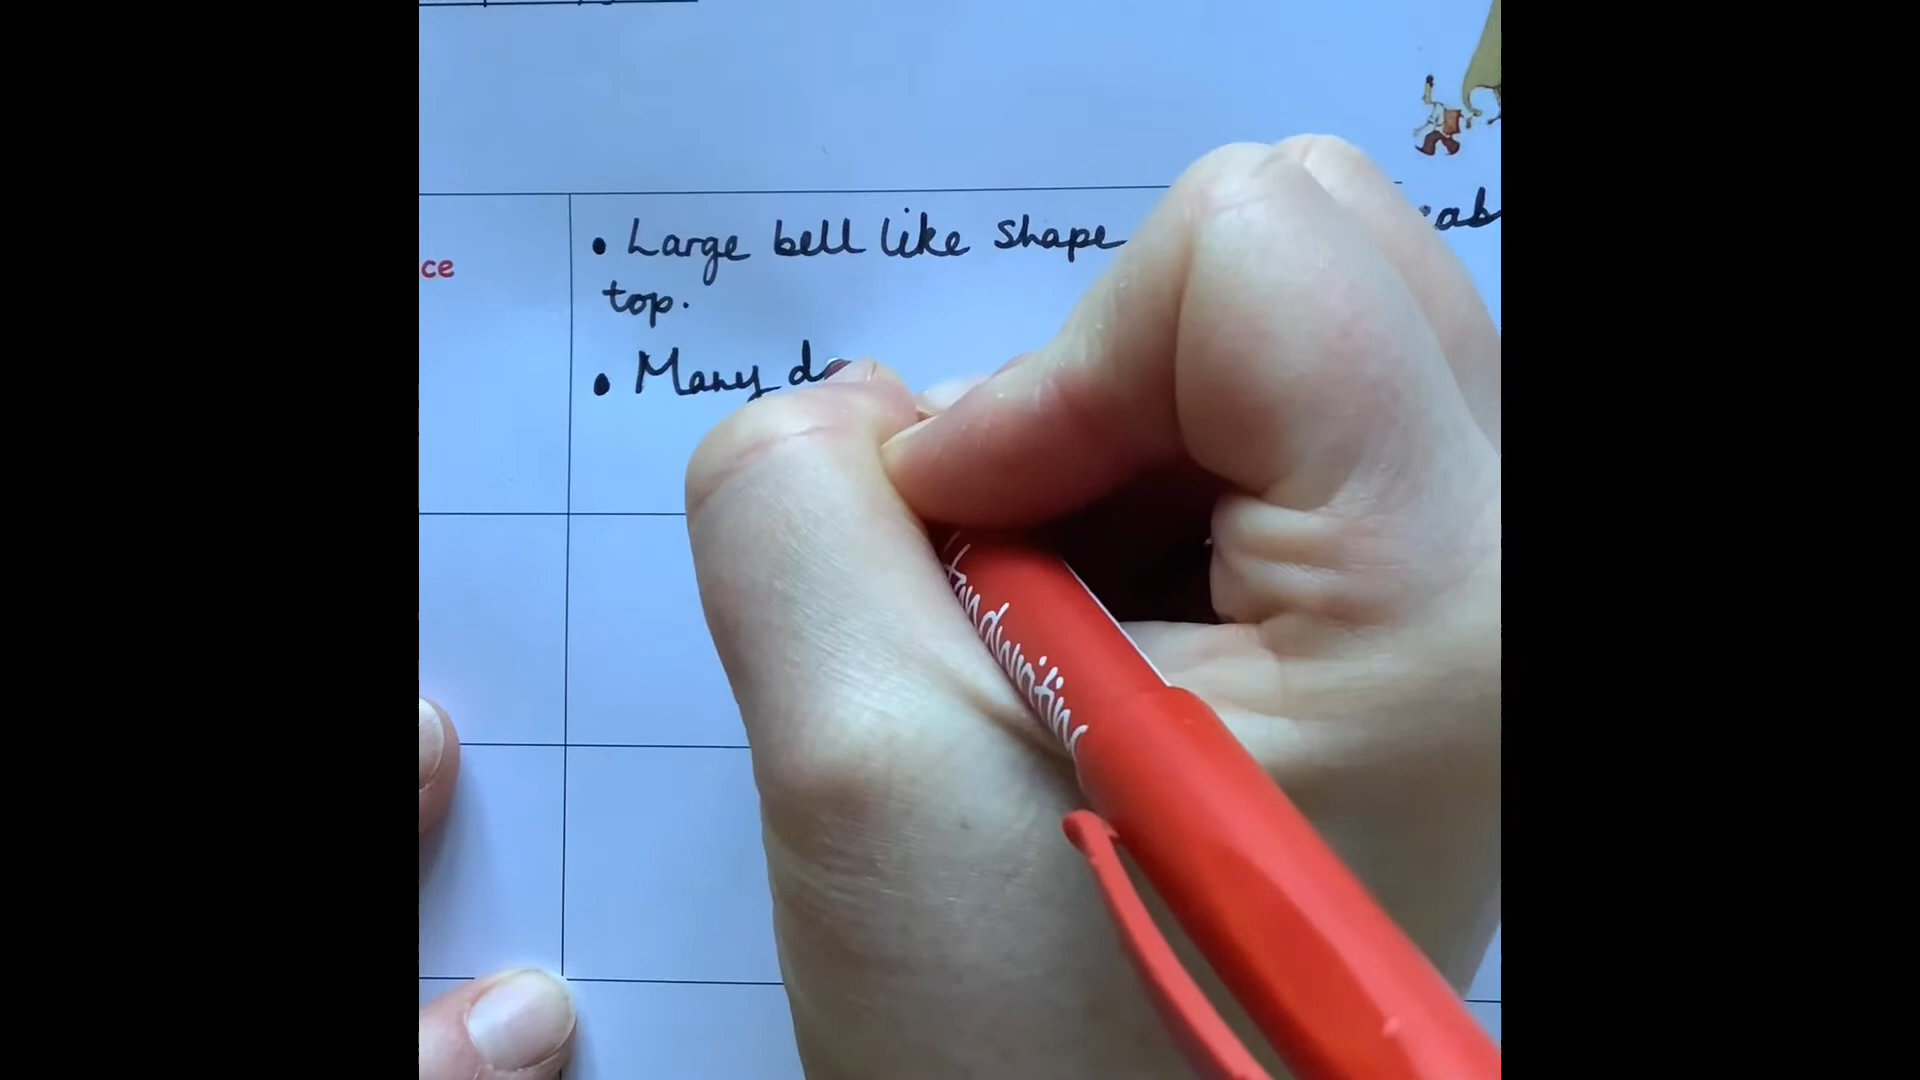 • Large bell like shape
ce
top.
• Many
handwriting